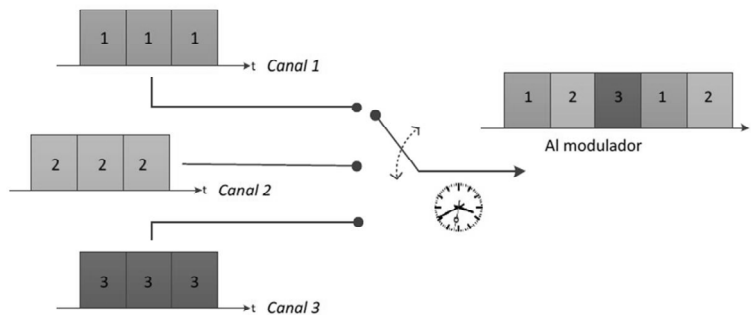 1 1 1
t Canal 1
1 2 3 1 2
Al modulador
2 2 2
t Canal 2
3 3 3
t Canal 3